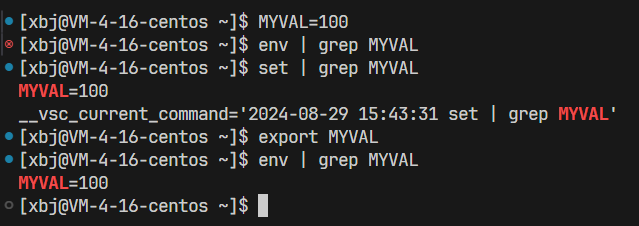 [xbj@VM-4-16-centos ~]$ MYVAL=100
[xbj@VM-4-16-centos ~]$ env | grep MYVAL
[xbj@VM-4-16-centos ~]$ set | grep MYVAL
MYVAL=100
__vsc_current_command='2024-08-29 15:43:31 set | grep MYVAL'
[xbj@VM-4-16-centos ~]$ export MYVAL
[xbj@VM-4-16-centos ~]$ env | grep MYVAL
MYVAL=100
[xbj@VM-4-16-centos ~]$